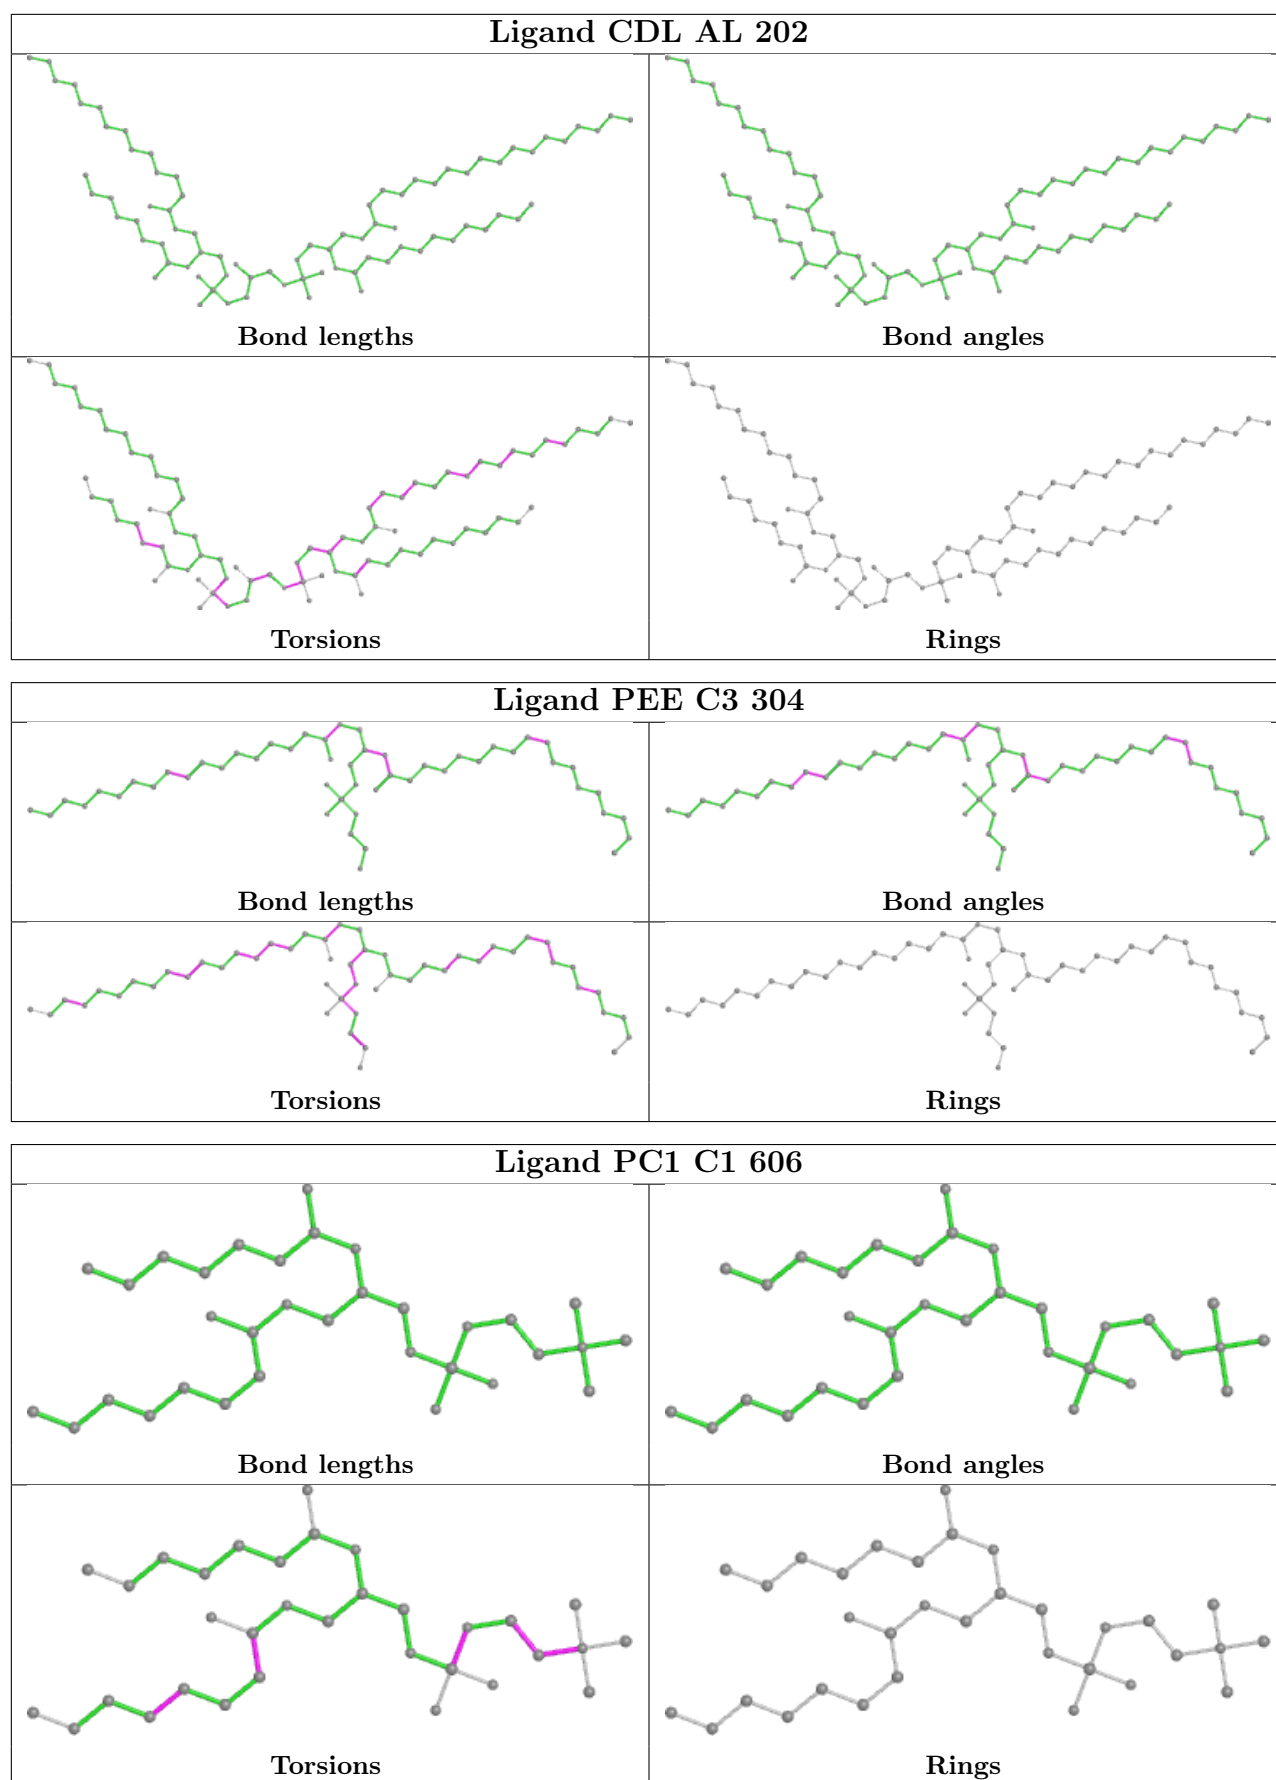 Ligand CDL AL 202
Bond lengths
Bond angles
Torsions
Rings
Ligand PEE C3 304
Bond lengths
Bond angles
Torsions
Rings
Ligand PC1 C1 606
Bond lengths
Bond angles
Torsions
Rings